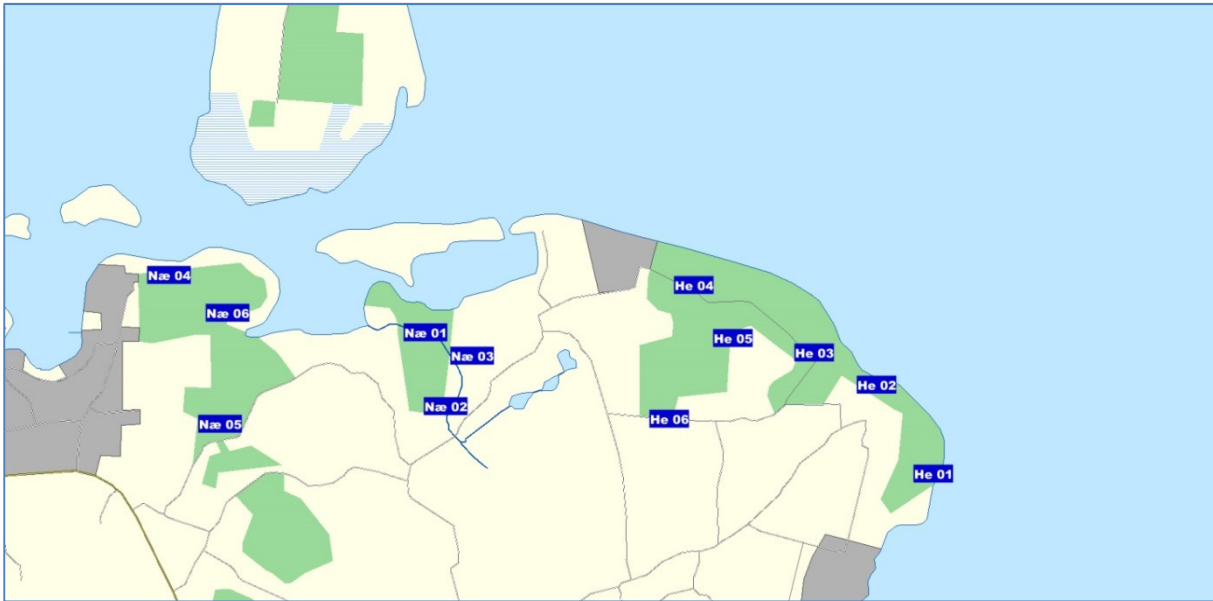 Næ 04
He 04
Næ 06
Næ 01
He 05
Næ 03
He 03
He 02
Næ 02
He 06
Næ 05
He 01